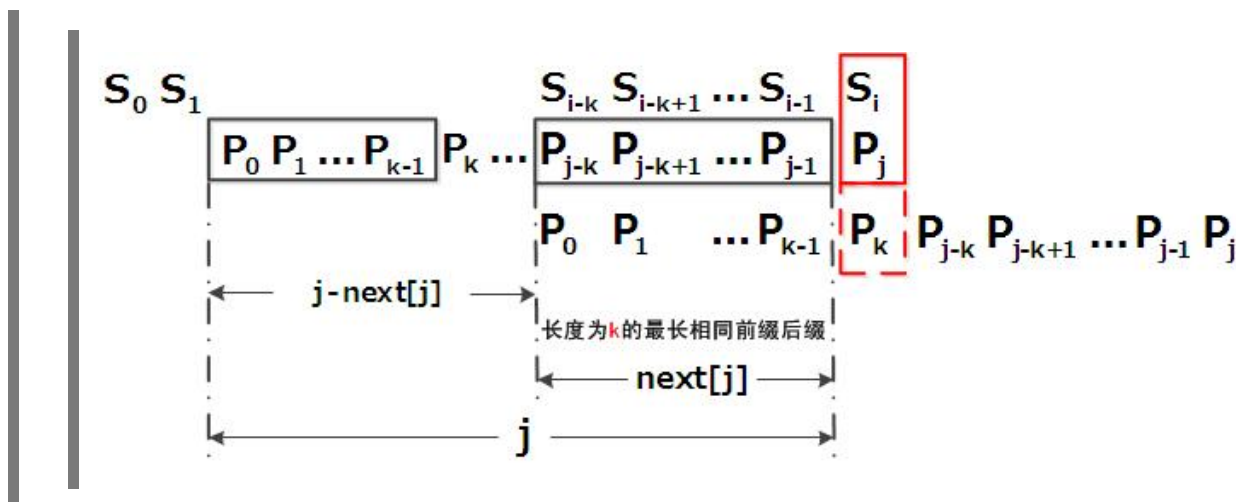 S₀ S₁ Sᵢ₋ₖ Sᵢ₋ₖ₊₁ ... Sᵢ₋₁ Sᵢ
P₀ P₁ ... Pₖ₋₁ Pₖ ... Pⱼ₋ₖ Pⱼ₋ₖ₊₁ ... Pⱼ₋₁ Pⱼ
P₀ P₁ ... Pₖ₋₁ Pₖ Pⱼ₋ₖ Pⱼ₋ₖ₊₁ ... Pⱼ₋₁ Pⱼ
j-next[j]
长度为k的最长相同前缀后缀
next[j]
j